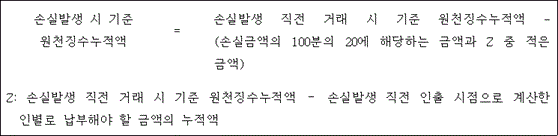 손실발생 시 기준
원천징수누적액
=
손실발생 직전 거래 시 기준 원천징수누적액 -
(손실금액의 100분의 20에 해당하는 금액과 Z 중 적은
금액)
Z: 손실발생 직전 거래 시 기준 원천징수누적액 - 손실발생 직전 인출 시점으로 계산한
인별로 납부해야 할 금액의 누적액